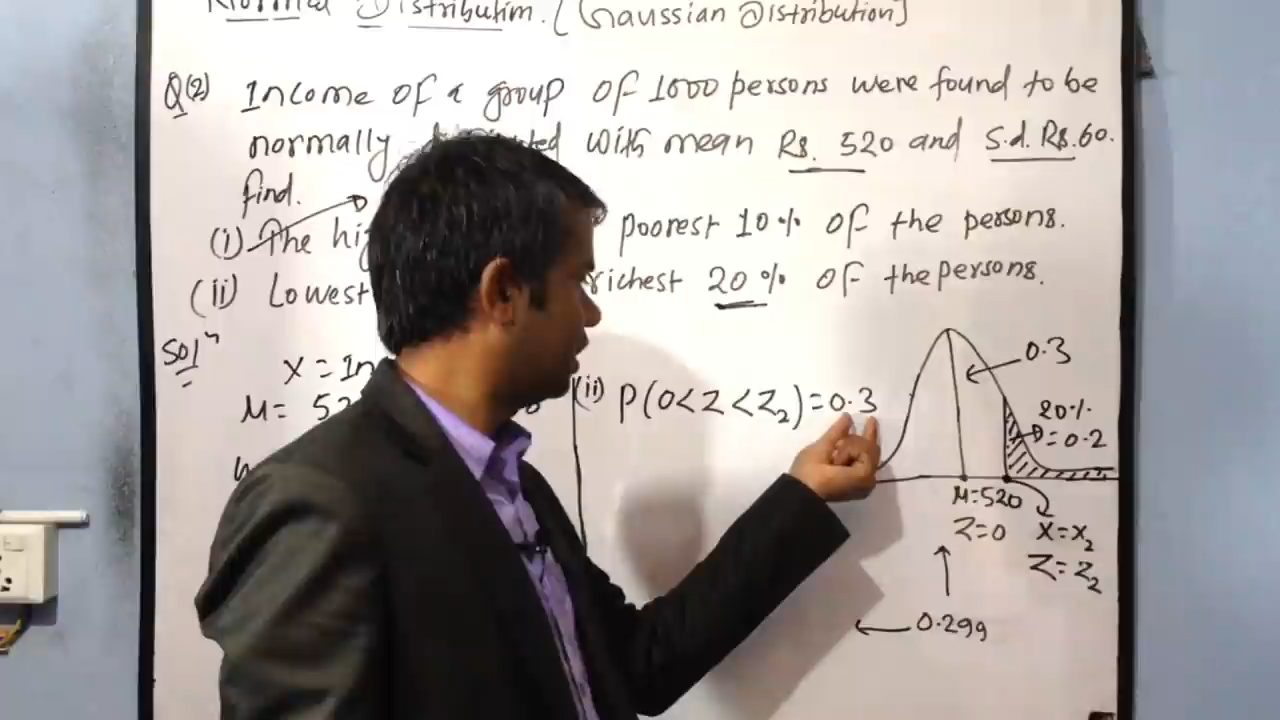 Normal Distribution. [Gaussian Distribution]
Q(2) Income of a group of 1000 persons were found to be
normally with mean Rs. 520 and S.d. Rs. 60.
find.
(i) The poorest 10% of the persons.
(ii) Lowest richest 20% of the persons.
Solⁿ
X =
M =
(ii) P(0<Z<Z₂)=0.3
0.3
20%
=0.2
M=520
Z=0
X=x₂
Z=Z₂
0.299